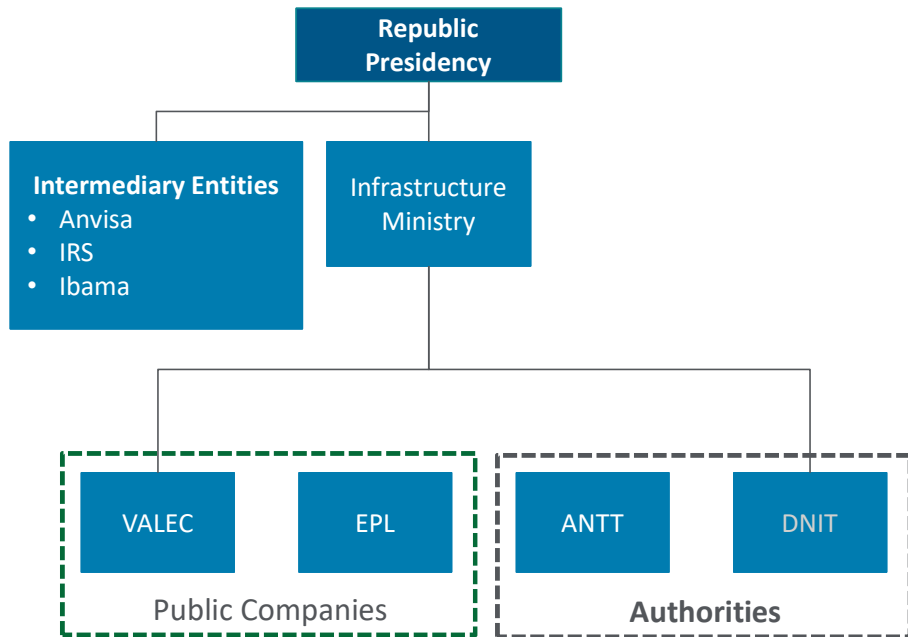 Republic
Presidency
Intermediary Entities
• Anvisa
• IRS
• Ibama
Infrastructure
Ministry
VALEC
EPL
ANTT
DNIT
Public Companies
Authorities